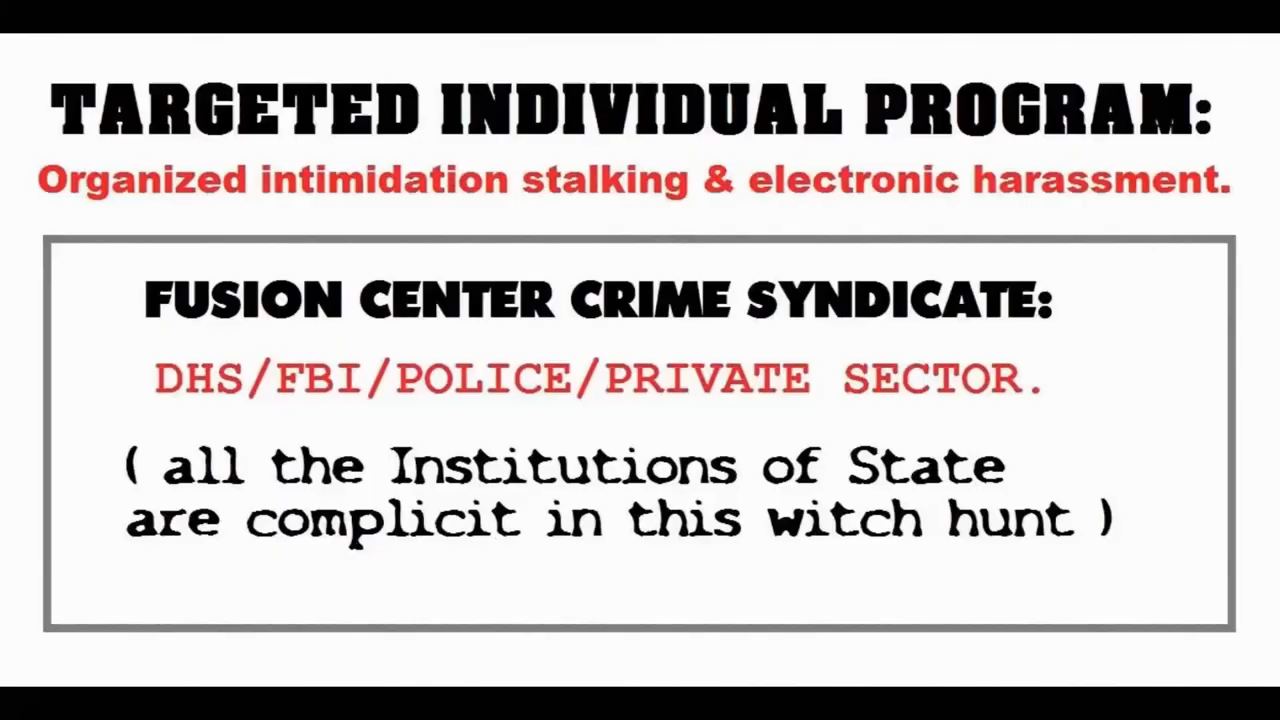 TARGETED INDIVIDUAL PROGRAM:
Organized intimidation stalking & electronic harassment.
FUSION CENTER CRIME SYNDICATE:
DHS/FBI/POLICE/PRIVATE SECTOR.
( all the Institutions of State
are complicit in this witch hunt )